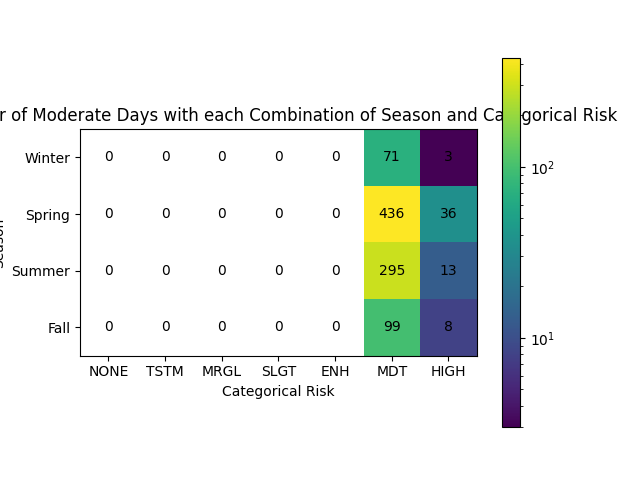 of Moderate Days with each Combination of Season and Categorical Risk
Winter 0 0 0 0 0 71 3
Spring 0 0 0 0 0 436 36
Summer 0 0 0 0 0 295 13
Fall 0 0 0 0 0 99 8
NONE TSTM MRGL SLGT ENH MDT HIGH
Categorical Risk
Season
10²
10¹